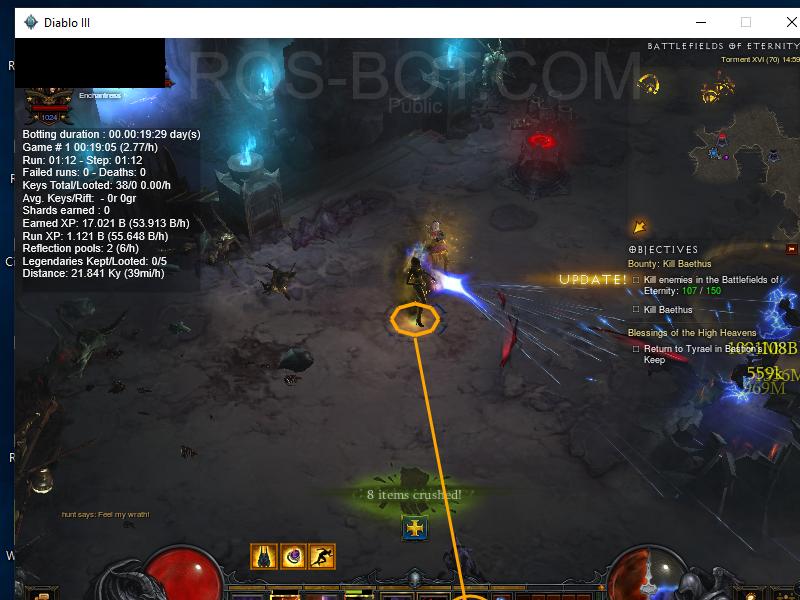 Diablo III
ROS-BOT.COM
Public
BATTLEFIELDS OF ETERNITY
Torment XVI (70) 14:59
Enchantress
1024
Botting duration : 00.00:19:29 day(s)
Game # 1 00:19:05 (2.77/h)
Run: 01:12 - Step: 01:12
Failed runs: 0 - Deaths: 0
Keys Total/Looted: 38/0 0.00/h
Avg. Keys/Rift:  - 0r 0gr
Shards earned : 0
Earned XP: 17.021 B (53.913 B/h)
Run XP: 1.121 B (55.648 B/h)
Reflection pools: 2 (6/h)
Legendaries Kept/Looted: 0/5
Distance: 21.841 Ky (39mi/h)
OBJECTIVES
Bounty: Kill Baethus
UPDATE!
Kill enemies in the Battlefields of
Eternity: 107 / 150
Kill Baethus
Blessings of the High Heavens
Return to Tyrael in Bastion's
Keep
108B
559k
969M
8 items crushed!
hunt says: Feel my wrath!